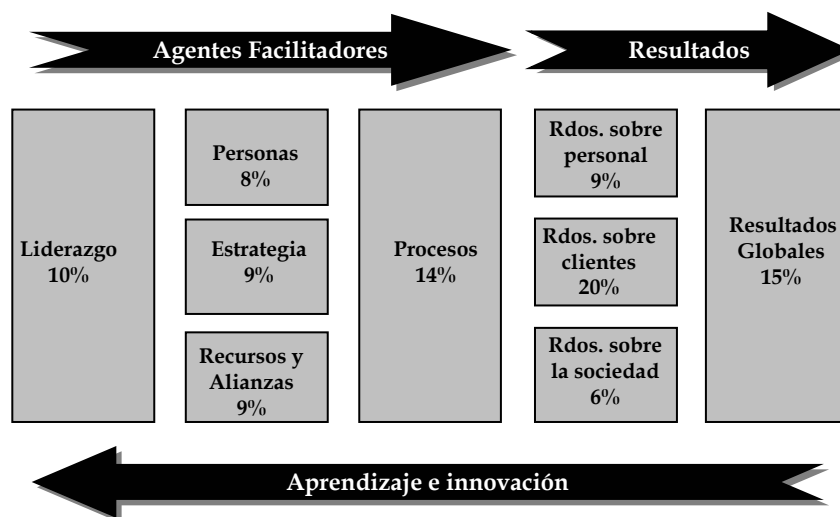 Agentes Facilitadores
Resultados
Liderazgo
10%
Personas
8%
Estrategia
9%
Recursos y
Alianzas
9%
Procesos
14%
Rdos. sobre
personal
9%
Rdos. sobre
clientes
20%
Rdos. sobre
la sociedad
6%
Resultados
Globales
15%
Aprendizaje e innovación